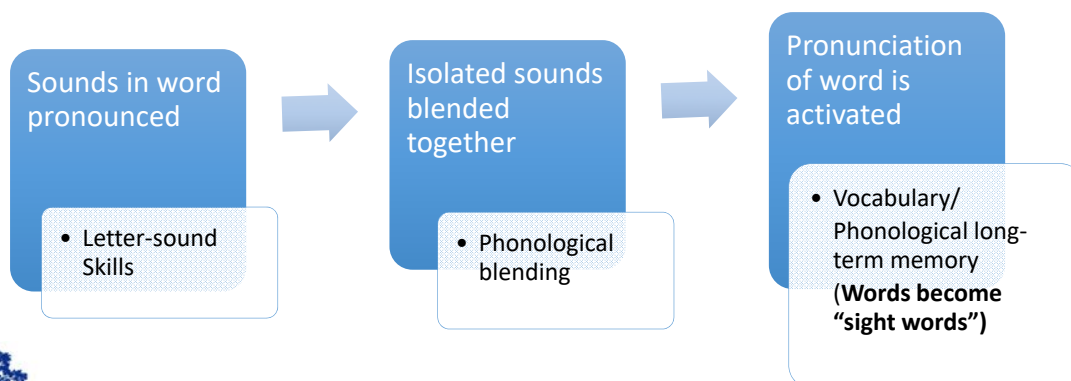 Sounds in word
pronounced
• Letter-sound
Skills
Isolated sounds
blended
together
• Phonological
blending
Pronunciation
of word is
activated
• Vocabulary/
Phonological long-
term memory
(Words become
“sight words”)